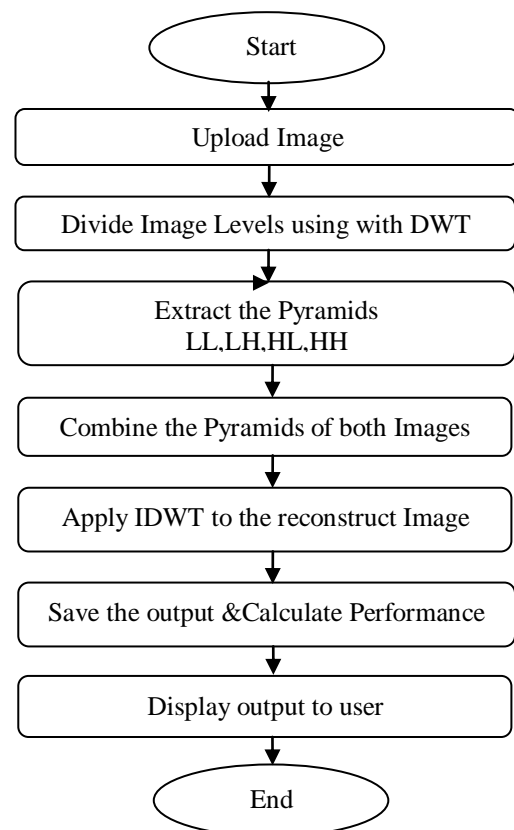 Start
Upload Image
Divide Image Levels using with DWT
Extract the Pyramids
LL,LH,HL,HH
Combine the Pyramids of both Images
Apply IDWT to the reconstruct Image
Save the output &Calculate Performance
Display output to user
End